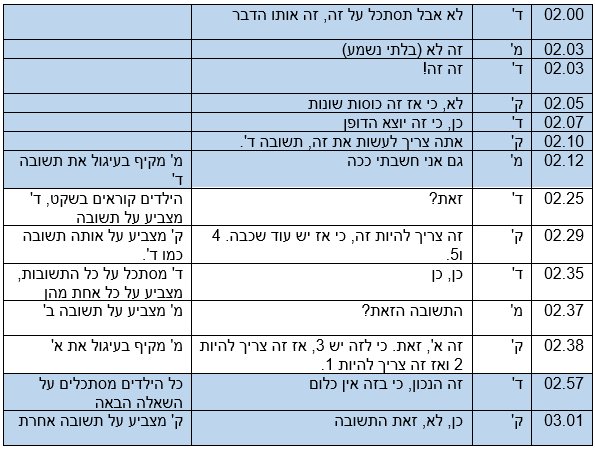 02.00 ד' לא אבל תסתכל על זה, זה אותו הדבר
02.03 מ' זה לא (בלתי נשמע)
02.03 ד' זה זה!
02.05 ק' לא, כי אז זה כוסות שונות
02.07 ד' כן, כי זה יוצא הדופן
02.10 ק' אתה צריך לעשות את זה, תשובה ד'.
02.12 מ' גם אני חשבתי ככה מ' מקיף בעיגול את תשובה
ד'
02.25 ד' זאת? הילדים קוראים בשקט, ד'
מצביע על תשובה
02.29 ק' זה צריך להיות זה, כי אז יש עוד שכבה. 4 ק' מצביע על אותה תשובה
ו5. כמו ד'.
02.35 ד' כן, כן ד' מסתכל על כל התשובות,
מצביע על כל אחת מהן
02.37 מ' התשובה הזאת? מ' מצביע על תשובה ב'
02.38 ק' זה א', זאת. כי לזה יש 3, אז זה צריך להיות מ' מקיף בעיגול את א'
2 ואז זה צריך להיות 1.
02.57 ד' זה הנכון, כי בזה אין כלום כל הילדים מסתכלים על
השאלה הבאה
03.01 ק' כן, לא, זאת התשובה ק' מצביע על תשובה אחרת